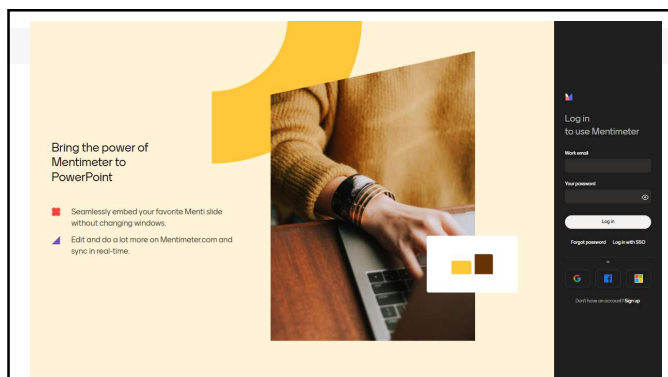 Bring the power of
Mentimeter to
PowerPoint
Seamlessly embed your favorite Menti slide
without changing windows.
Edit and do a lot more on Mentimeter.com and
sync in real-time.
Log in
to use Mentimeter
Work email
Your password
Log in
Forgot password Log in with SSO
or
Don't have an account? Sign up